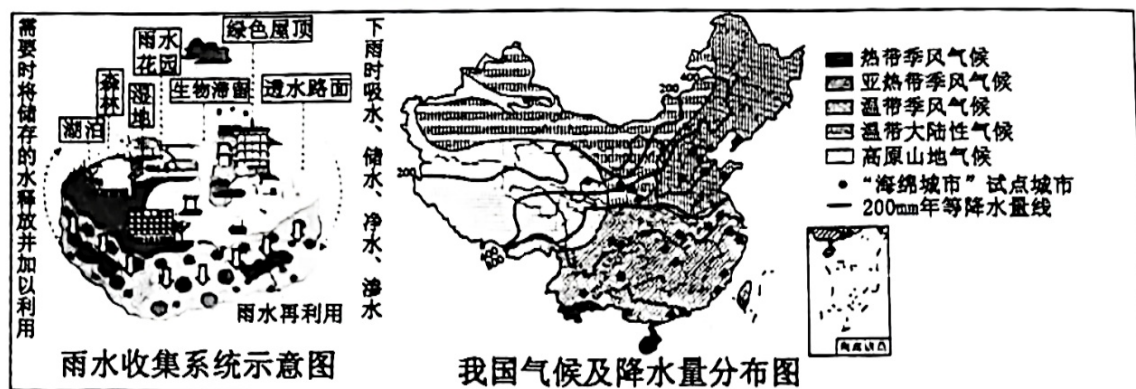 需要时将储存的水释放并加以利用
绿色屋顶
雨水
花园
森林
湿地
生物滞留
透水路面
湖泊
下雨时吸水、储水、净水、渗水
雨水再利用
雨水收集系统示意图
400
200
200
热带季风气候
亚热带季风气候
温带季风气候
温带大陆性气候
高原山地气候
“海绵城市”试点城市
200mm年等降水量线
我国气候及降水量分布图